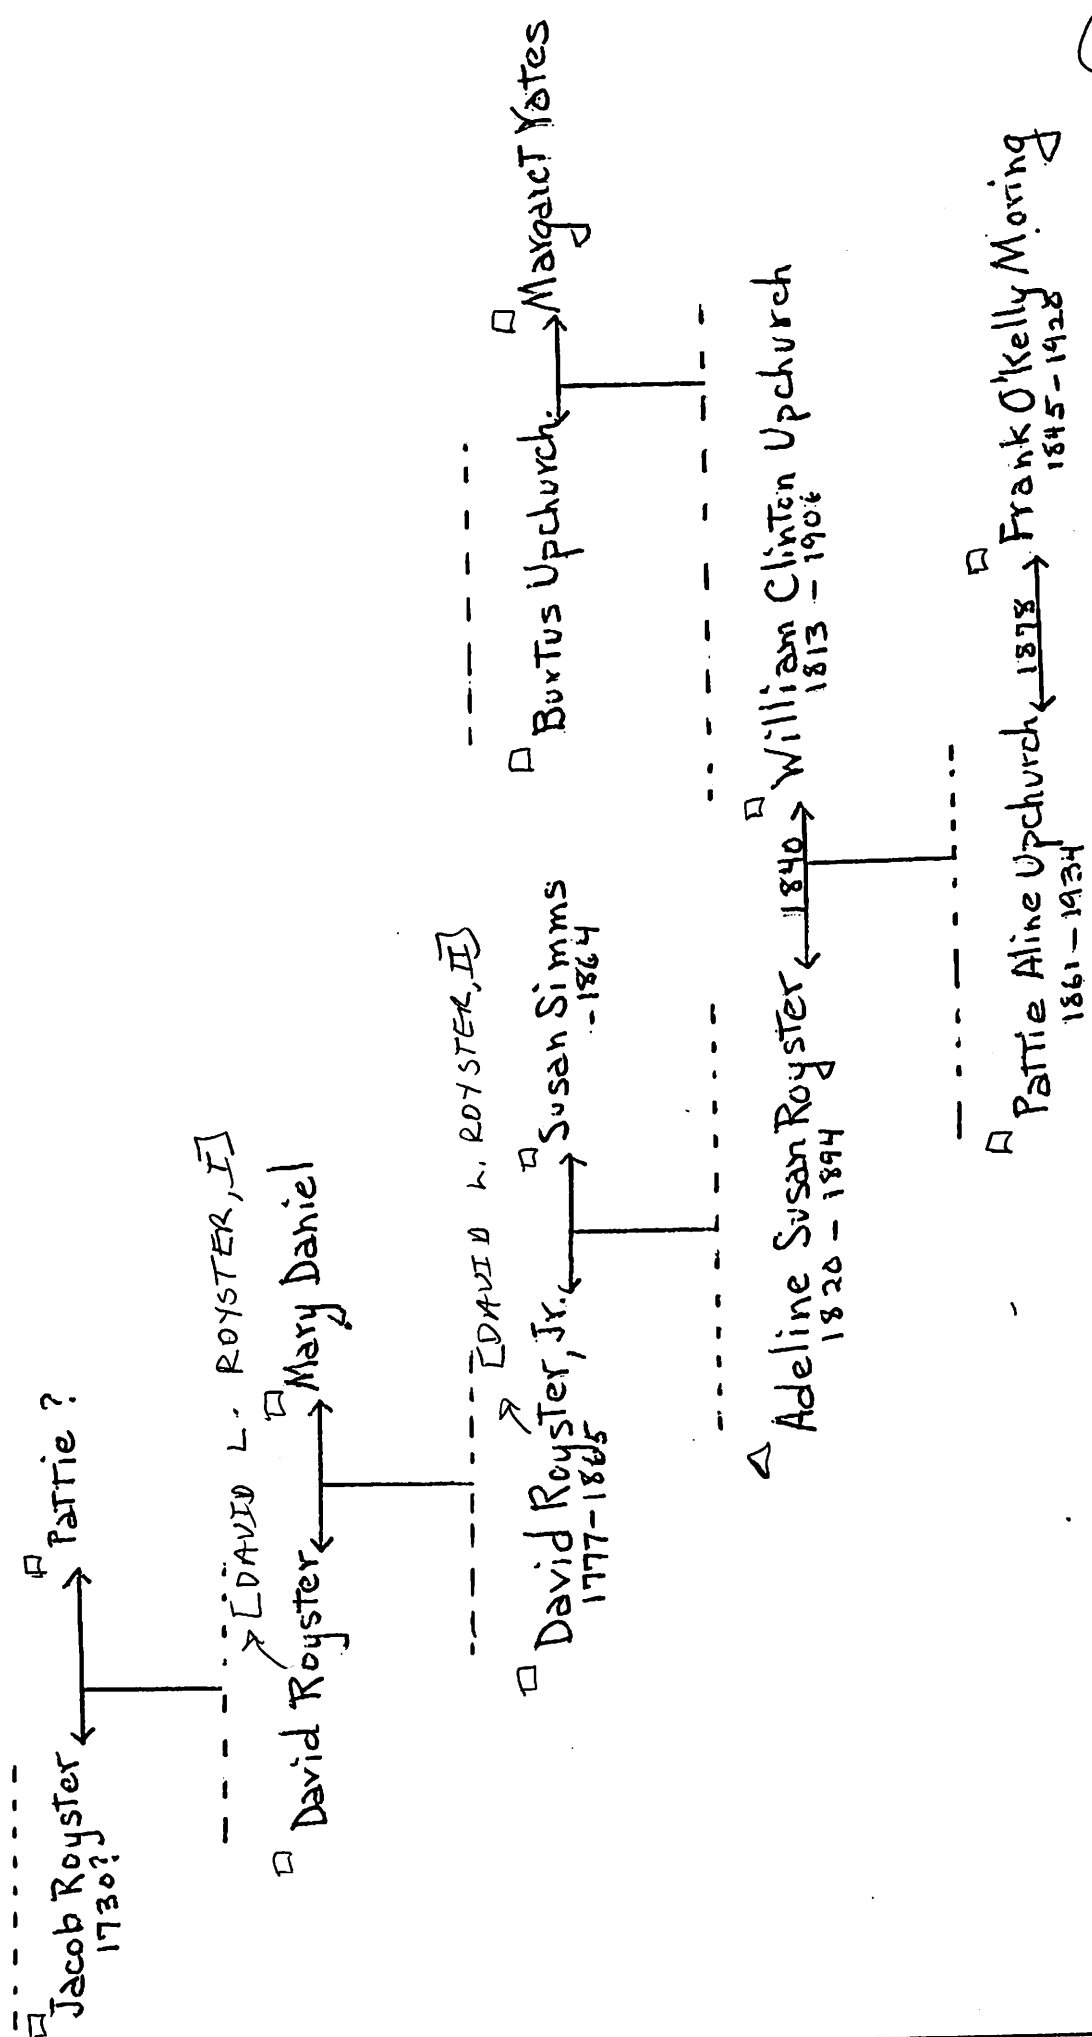 Jacob Royster
1730?
Pattie ?
[DAVID L. ROYSTER, I]
David Royster
Mary Daniel
[DAVID L. ROYSTER, II]
David Royster, Jr.
1777-1865
Susan Simms
-1864
Burtus Upchurch
Margaret Yates
Adeline Susan Royster
1820-1894
1840
William Clinton Upchurch
1813-1906
Pattie Aline Upchurch
1861-1934
1878
Frank O'Kelly Moring
1845-1928